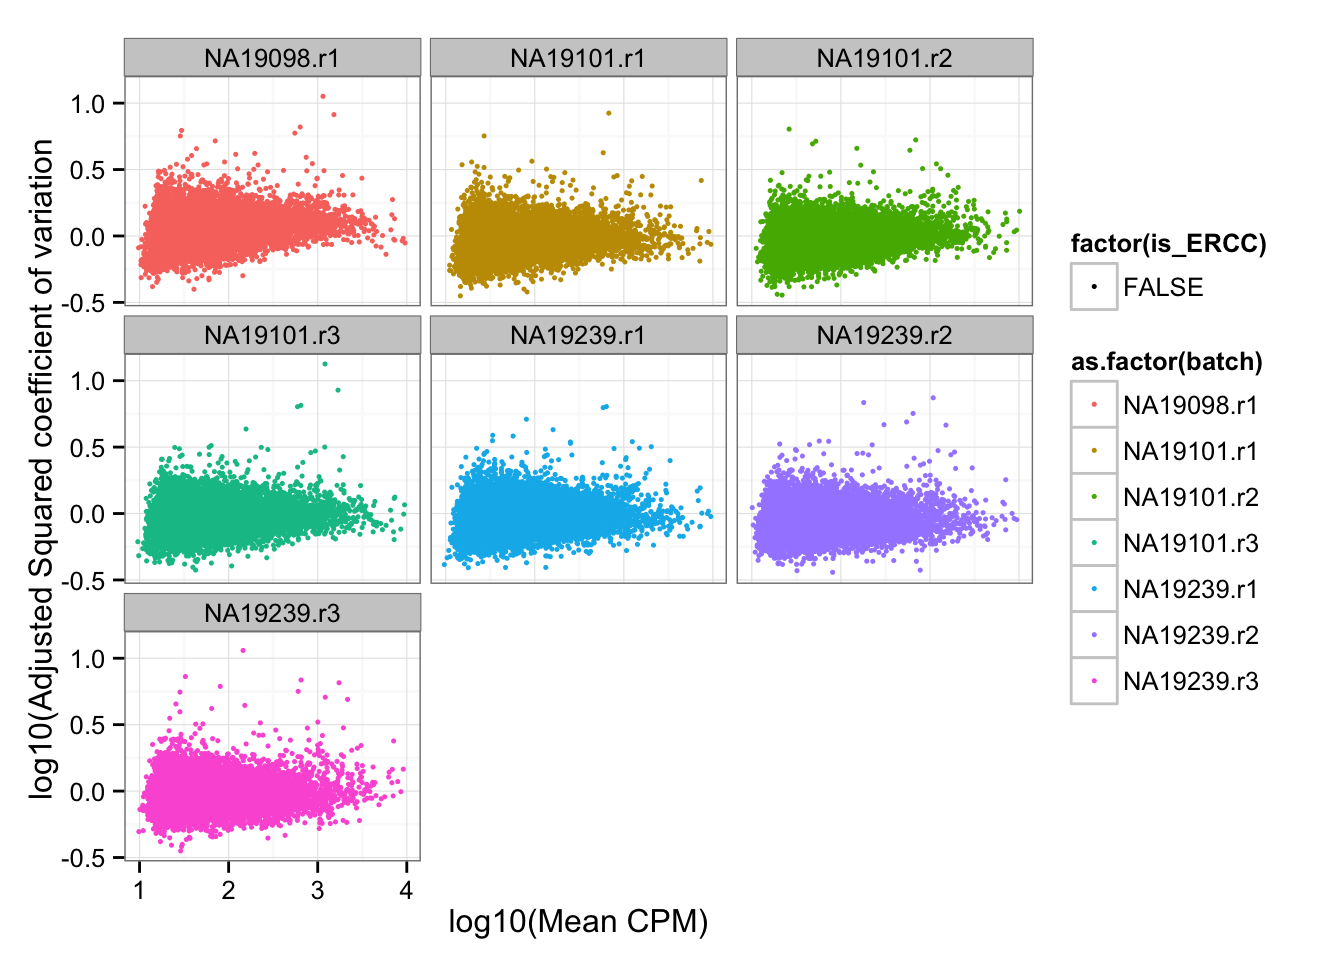 NA19098.r1
NA19101.r1
NA19101.r2
1.0
0.5
0.0
-0.5
NA19101.r3
NA19239.r1
NA19239.r2
1.0
0.5
0.0
-0.5
NA19239.r3
1.0
0.5
0.0
-0.5
1 2 3 4
log10(Mean CPM)
log10(Adjusted Squared coefficient of variation)
factor(is_ERCC)
FALSE
as.factor(batch)
NA19098.r1
NA19101.r1
NA19101.r2
NA19101.r3
NA19239.r1
NA19239.r2
NA19239.r3